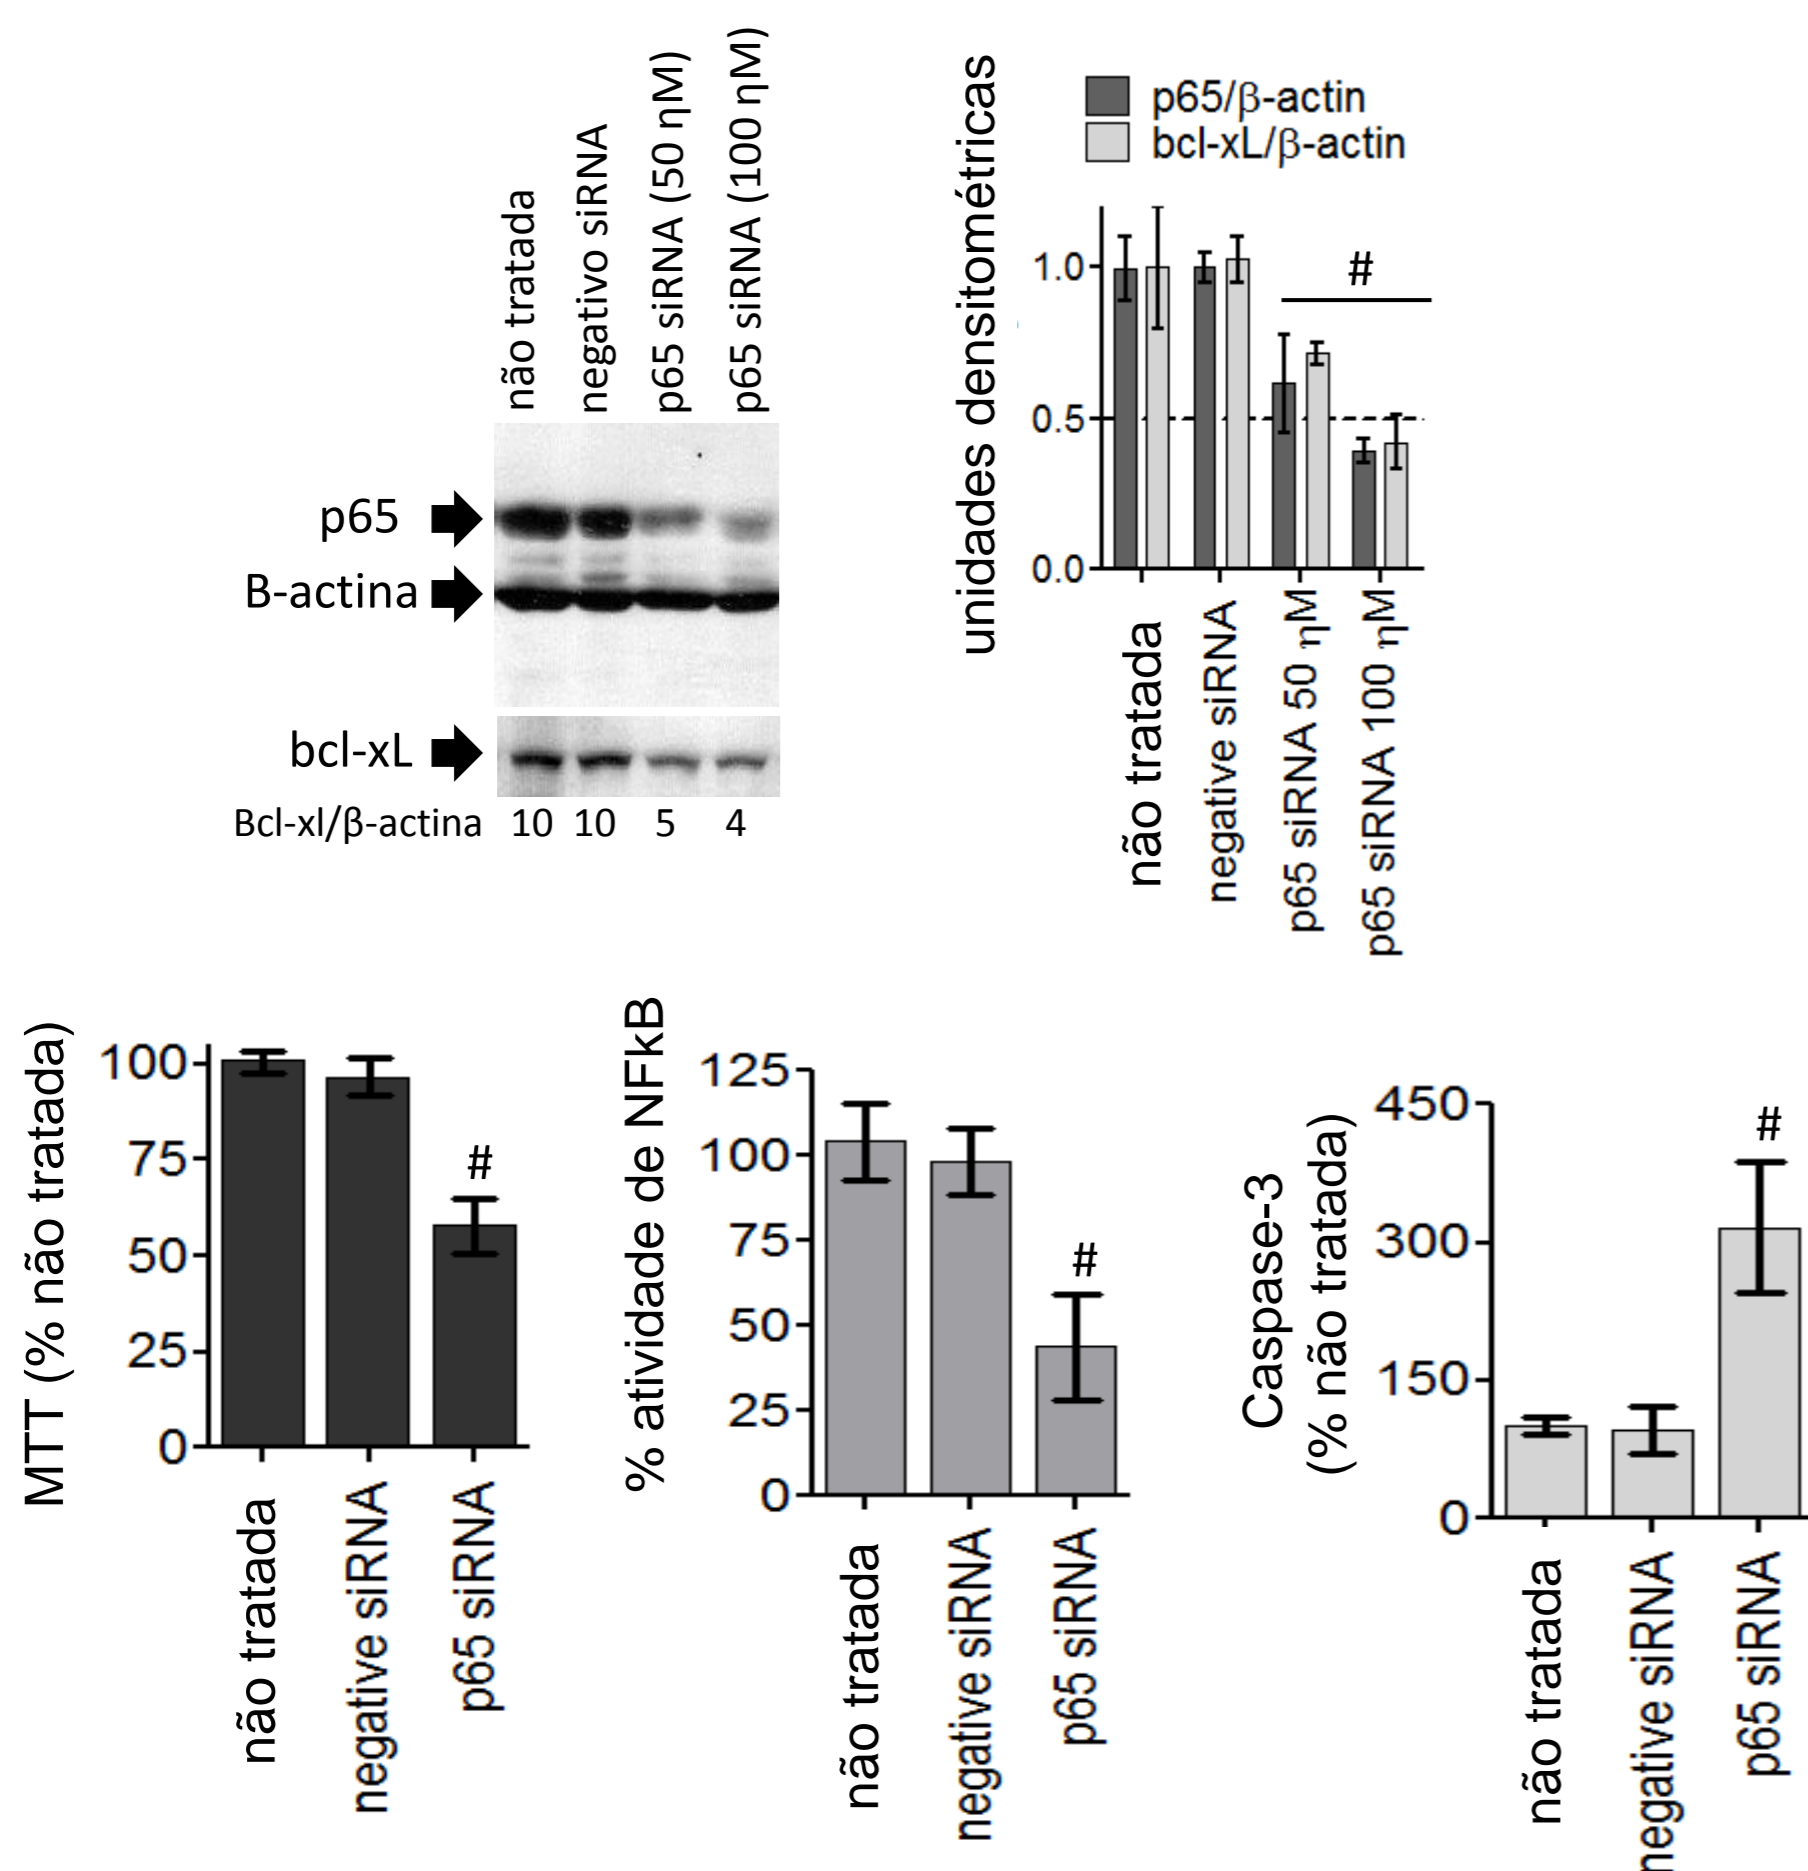 não tratada
negativo siRNA
p65 siRNA (50 ηM)
p65 siRNA (100 ηM)
p65
B-actina
bcl-xL
Bcl-xl/β-actina 10 10 5 4
p65/β-actin
bcl-xL/β-actin
unidades densitométricas
1.0
0.5
0.0
#
não tratada
negative siRNA
p65 siRNA 50 ηM
p65 siRNA 100 ηM
MTT (% não tratada)
100
75
50
25
0
#
não tratada
negative siRNA
p65 siRNA
% atividade de NFkB
125
100
75
50
25
0
#
não tratada
negative siRNA
p65 siRNA
Caspase-3
(% não tratada)
450
300
150
0
#
não tratada
negative siRNA
p65 siRNA